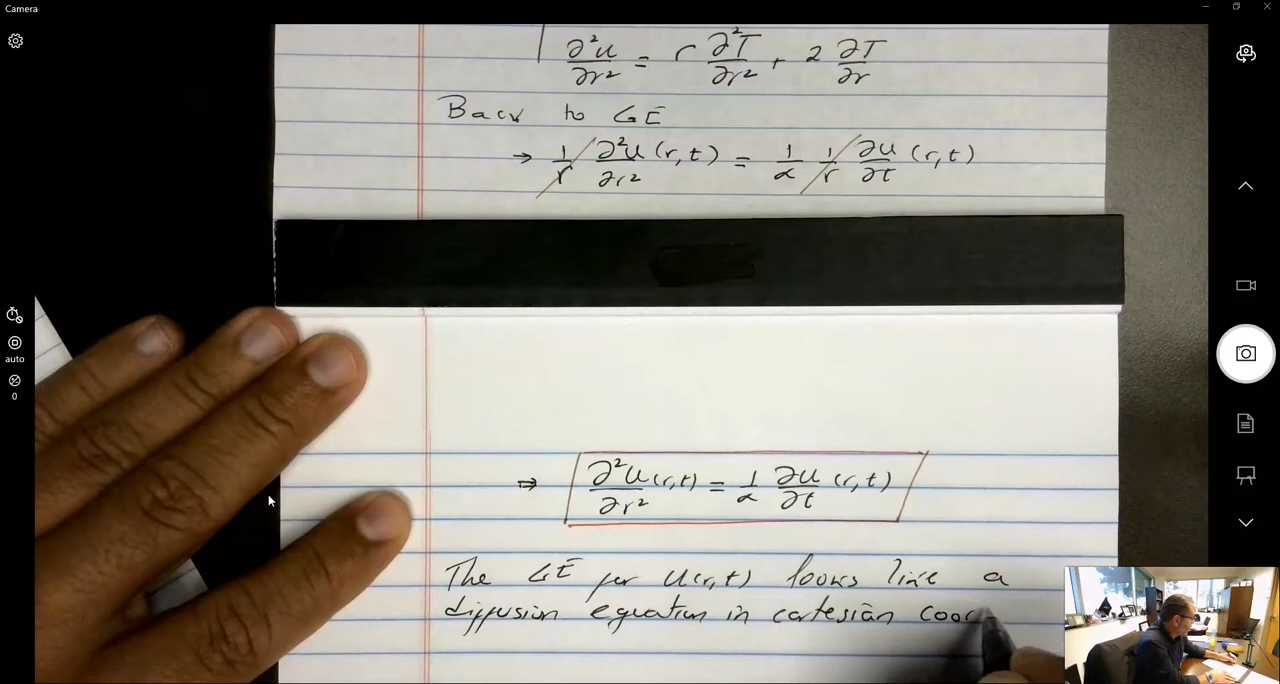 Camera
∂²u/∂r² = r ∂²T/∂r² + 2 ∂T/∂r
Back to GE
→ 1/r ∂²u/∂r² (r,t) = 1/α 1/r ∂u/∂t (r,t)
auto
0
⇒ ∂²u/∂r² (r,t) = 1/α ∂u/∂t (r,t)
The GE for u(r,t) looks like a
diffusion equation in cartesian coor